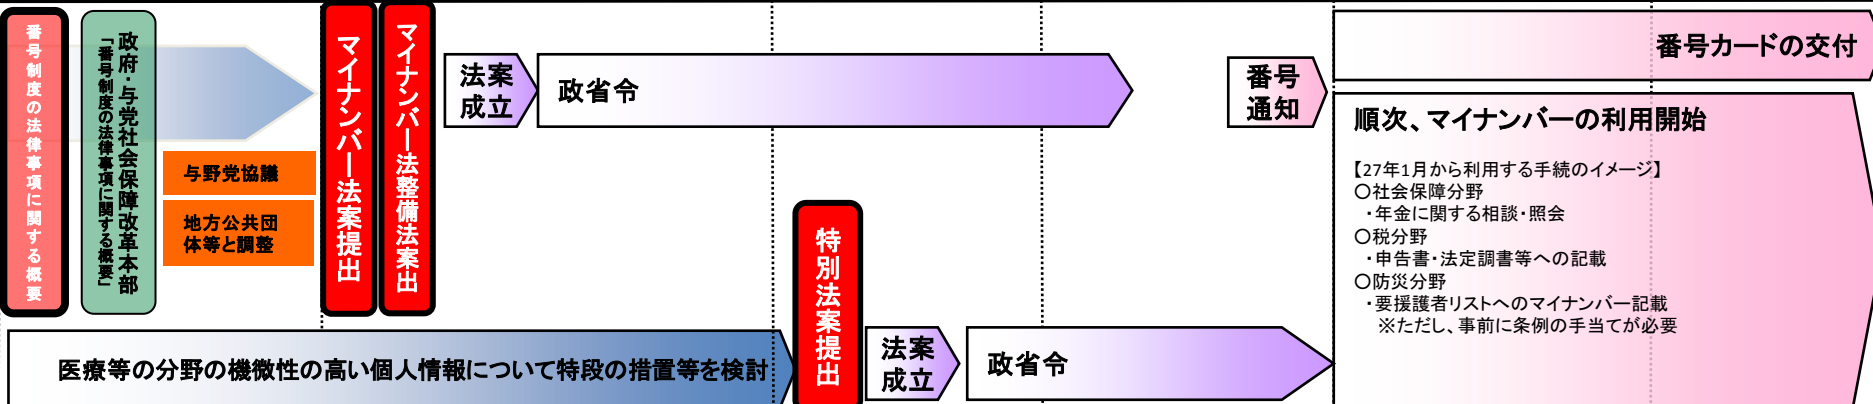 番号制度の法律事項に関する概要
政府・与党社会保障改革本部
「番号制度の法律事項に関する概要」
与野党協議
地方公共団
体等と調整
マイナンバー法案提出
マイナンバー法整備法案出
法案
成立
政省令
番号
通知
番号カードの交付
順次、マイナンバーの利用開始
【27年1月から利用する手続のイメージ】
○社会保障分野
・年金に関する相談・照会
○税分野
・申告書・法定調書等への記載
○防災分野
・要援護者リストへのマイナンバー記載
※ただし、事前に条例の手当てが必要
医療等の分野の機微性の高い個人情報について特段の措置等を検討
特別法案提出
法案
成立
政省令